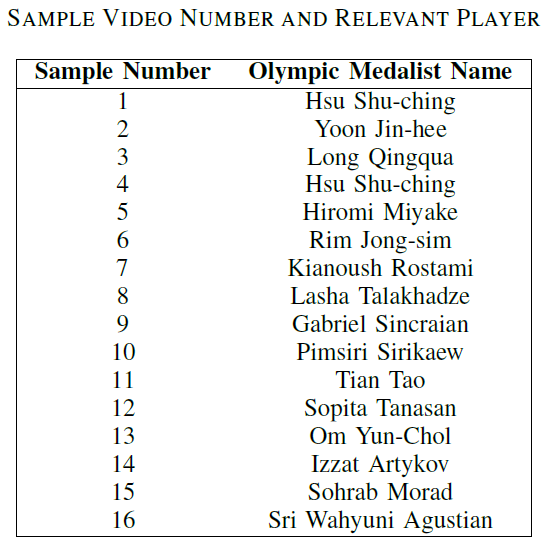 SAMPLE VIDEO NUMBER AND RELEVANT PLAYER
Sample Number Olympic Medalist Name
1 Hsu Shu-ching
2 Yoon Jin-hee
3 Long Qingqua
4 Hsu Shu-ching
5 Hiromi Miyake
6 Rim Jong-sim
7 Kianoush Rostami
8 Lasha Talakhadze
9 Gabriel Sincraian
10 Pimsiri Sirikaew
11 Tian Tao
12 Sopita Tanasan
13 Om Yun-Chol
14 Izzat Artykov
15 Sohrab Morad
16 Sri Wahyuni Agustian